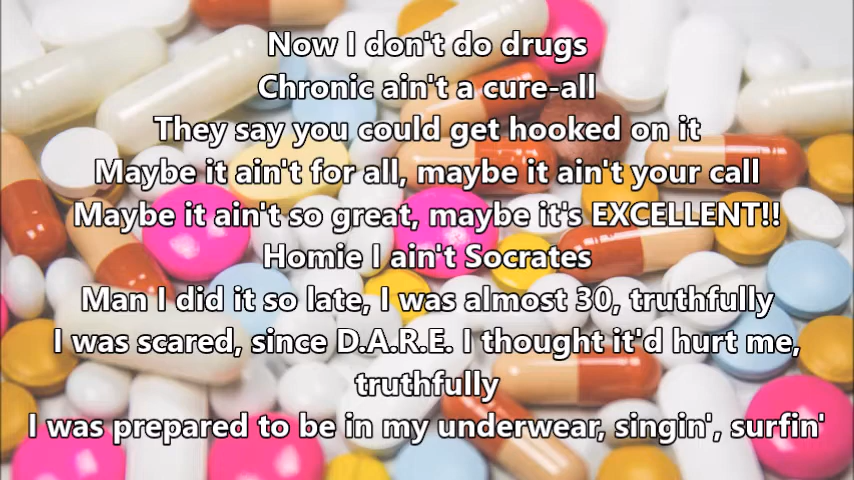 Now I don't do drugs
Chronic ain't a cure-all
They say you could get hooked on it
Maybe it ain't for all, maybe it ain't your call
Maybe it ain't so great, maybe it's EXCELLENT!!
Homie I ain't Socrates
Man I did it so late, I was almost 30, truthfully
I was scared, since D.A.R.E. I thought it'd hurt me,
truthfully
I was prepared to be in my underwear, singin', surfin'